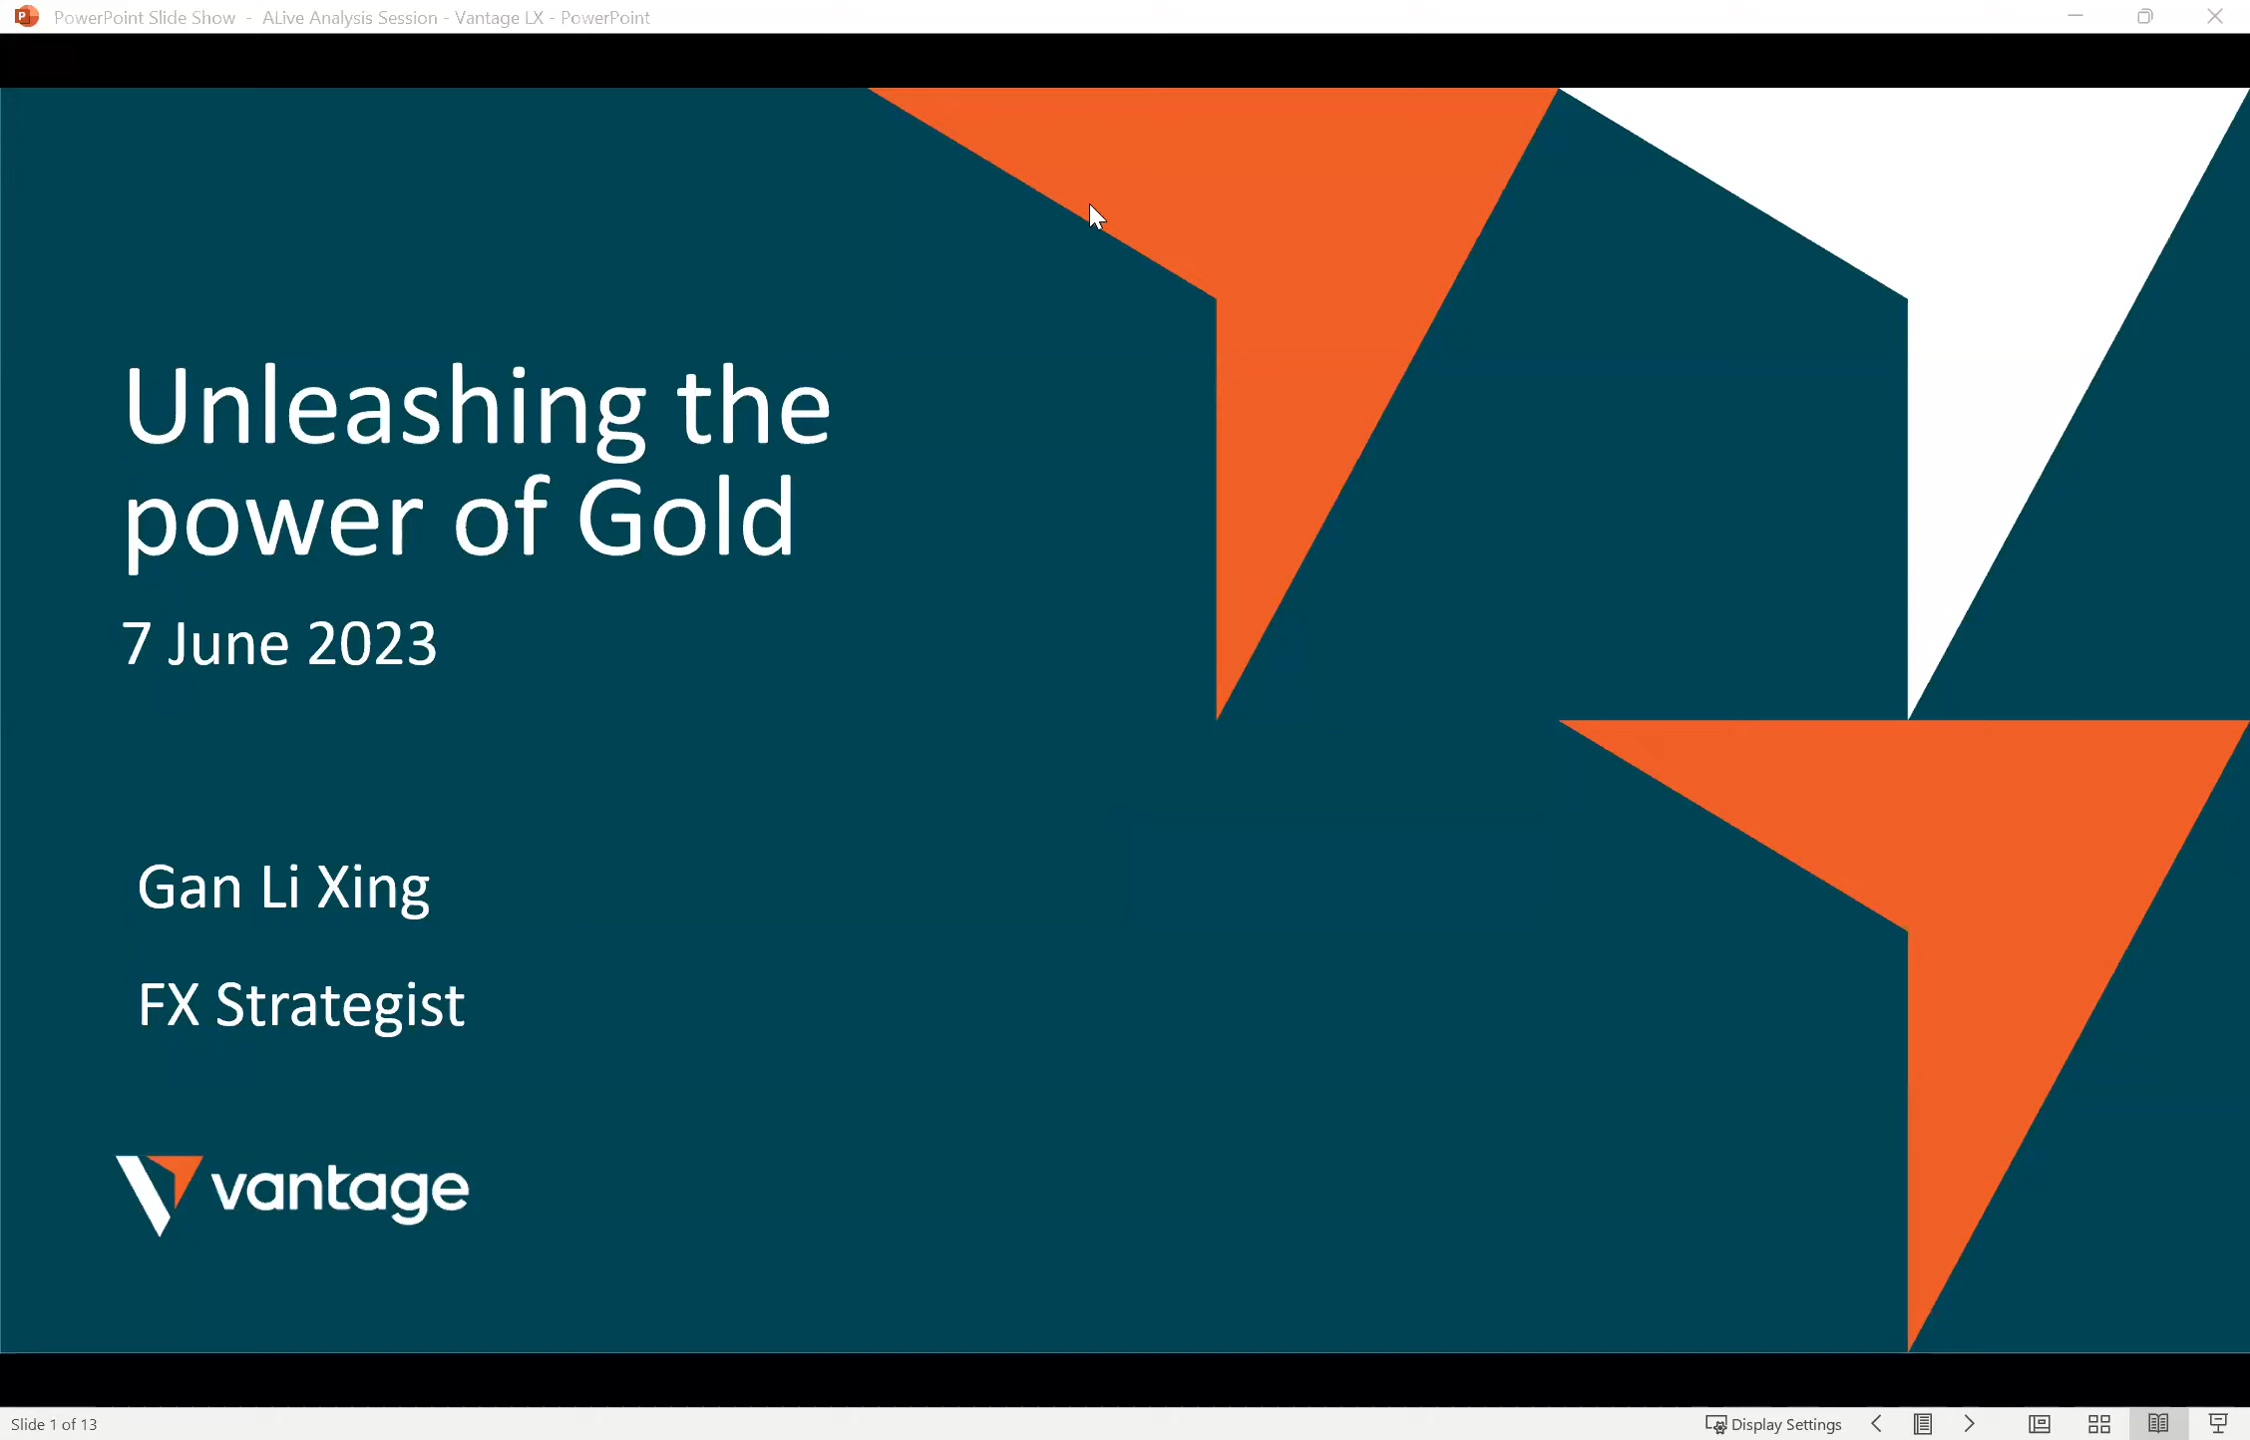 PowerPoint Slide Show - ALive Analysis Session - Vantage LX - PowerPoint
Unleashing the
power of Gold
7 June 2023
Gan Li Xing
FX Strategist
vantage
Slide 1 of 13
Display Settings